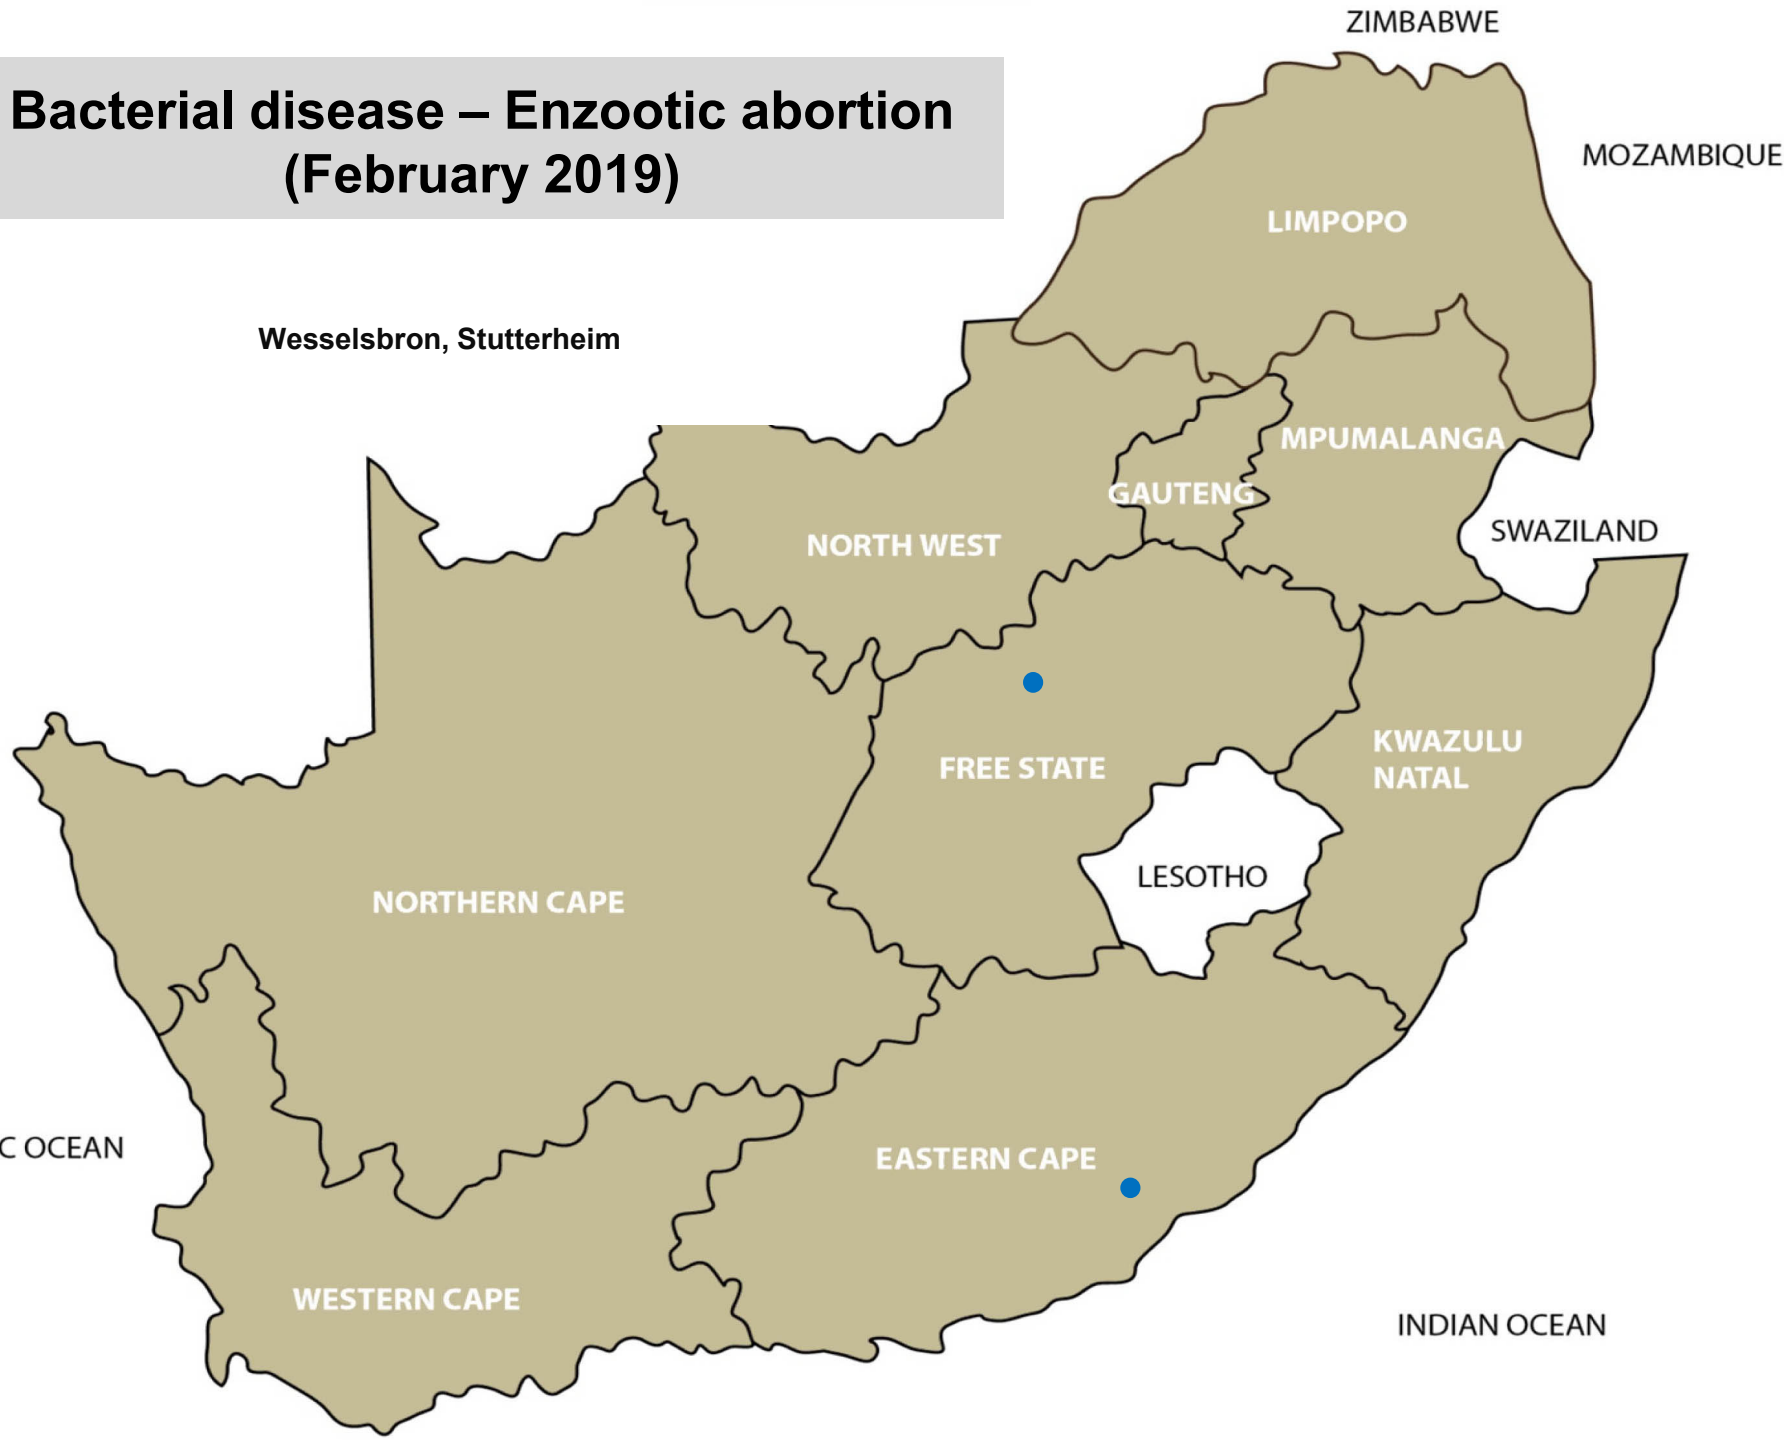 ZIMBABWE
Bacterial disease – Enzootic abortion
(February 2019)
MOZAMBIQUE
LIMPOPO
Wesselsbron, Stutterheim
MPUMALANGA
GAUTENG
SWAZILAND
NORTH WEST
KWAZULU
NATAL
FREE STATE
LESOTHO
NORTHERN CAPE
C OCEAN
EASTERN CAPE
WESTERN CAPE
INDIAN OCEAN